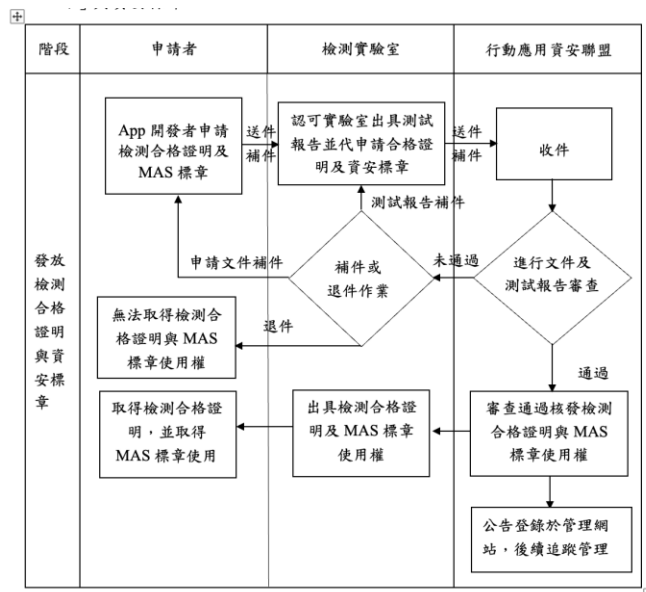 階段
申請者
檢測實驗室
行動應用資安聯盟
發放
檢測
合格
證明
與資
安標
章
App 開發者申請
檢測合格證明及
MAS 標章
送件
補件
認可實驗室出具測試
報告並代申請合格證
明及資安標章
送件
補件
收件
測試報告補件
申請文件補件
補件或
退件作業
未通過
進行文件及
測試報告審查
無法取得檢測合
格證明與 MAS
標章使用權
退件
通過
取得檢測合格證
明，並取得
MAS 標章使用
出具檢測合格證
明及 MAS 標章
使用權
審查通過核發檢測
合格證明與 MAS
標章使用權
公告登錄於管理網
站，後續追蹤管理